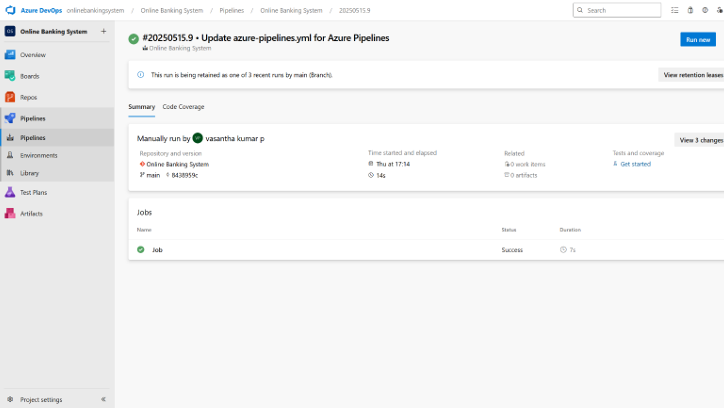 Azure DevOps onlinebankingsystem / Online Banking System / Pipelines / Online Banking System / 20250515.9 Search
OS Online Banking System +
#20250515.9 • Update azure-pipelines.yml for Azure Pipelines
Run new
Online Banking System
Overview
Boards
Repos
Pipelines
Pipelines
Environments
Library
Test Plans
Artifacts
Project settings
This run is being retained as one of 3 recent runs by main (Branch).
View retention leases
Summary Code Coverage
Manually run by vasantha kumar p
View 3 changes
Repository and version
Online Banking System
main 8438959c
Time started and elapsed
Thu at 17:14
14s
Related
0 work items
0 artifacts
Tests and coverage
Get started
Jobs
Name Status Duration
Job Success 7s